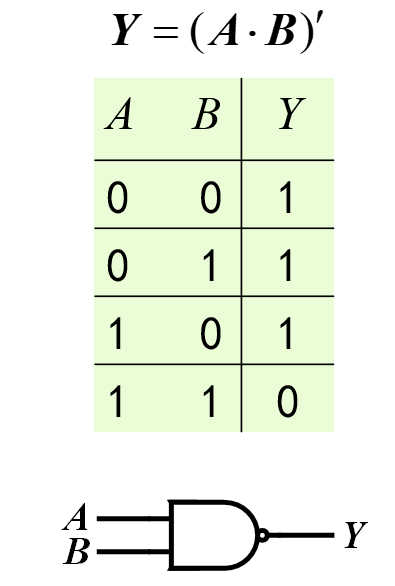 Y = (A · B)′
A B Y
0 0 1
0 1 1
1 0 1
1 1 0
A
B
Y